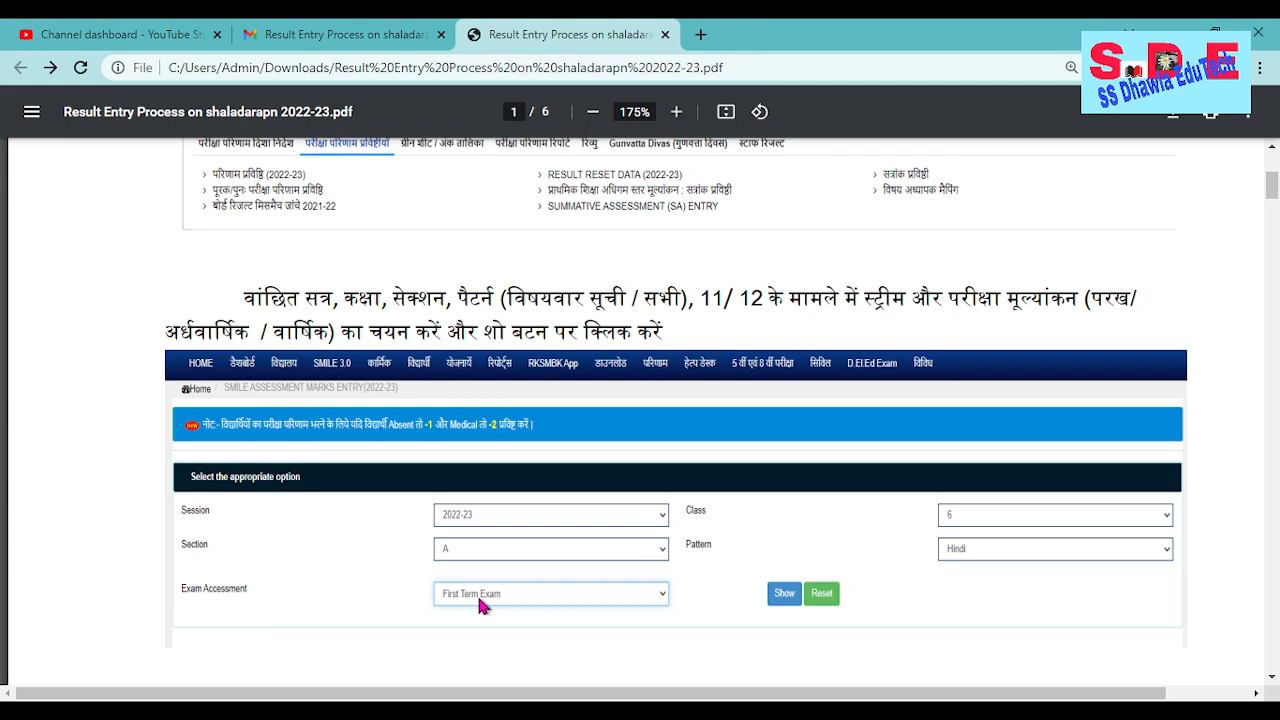 Channel dashboard - YouTube St
Result Entry Process on shaladara
Result Entry Process on shaladara
File
C:/Users/Admin/Downloads/Result%20Entry%20Process%20on%20shaladarapn%202022-23.pdf
S D E
SS Dhawla EduTech
Result Entry Process on shaladarapn 2022-23.pdf
1 / 6
175%
परीक्षा परिणाम दिशा निर्देश परीक्षा परिणाम प्रविष्टीयाँ ग्रीन शीट / अंक तालिका परीक्षा परिणाम रिपोर्ट रिव्यु Gunvatta Divas (गुणवत्ता दिवस) स्टाफ रिजल्ट
› परिणाम प्रविष्टि (2022-23) › RESULT RESET DATA (2022-23) › सत्रांक प्रविष्टी
› पूरक/पुनः परीक्षा परिणाम प्रविष्टि › प्राथमिक शिक्षा अधिगम स्तर मूल्यांकन : सत्रांक प्रविष्टी › विषय अध्यापक मैपिंग
› बोर्ड रिजल्ट मिसमैच जांचे 2021-22 › SUMMATIVE ASSESSMENT (SA) ENTRY
वांछित सत्र, कक्षा, सेक्शन, पैटर्न (विषयवार सूची / सभी), 11/ 12 के मामले में स्ट्रीम और परीक्षा मूल्यांकन (परख/
अर्धवार्षिक / वार्षिक) का चयन करें और शो बटन पर क्लिक करें
HOME डैशबोर्ड विद्यालय SMILE 3.0 कार्मिक विद्यार्थी योजनायें रिपोर्ट्स RKSMBK App डाउनलोड परिणाम हेल्प डेस्क 5 वीं एवं 8 वीं परीक्षा सिविल D.El.Ed Exam विविध
Home / SMILE ASSESSMENT MARKS ENTRY(2022-23)
NEW नोट:- विद्यार्थियों का परीक्षा परिणाम भरने के लिये यदि विद्यार्थी Absent तो -1 और Medical तो -2 प्रविष्ट करें |
Select the appropriate option
Session 2022-23 Class 6
Section A Pattern Hindi
Exam Accessment First Term Exam Show Reset